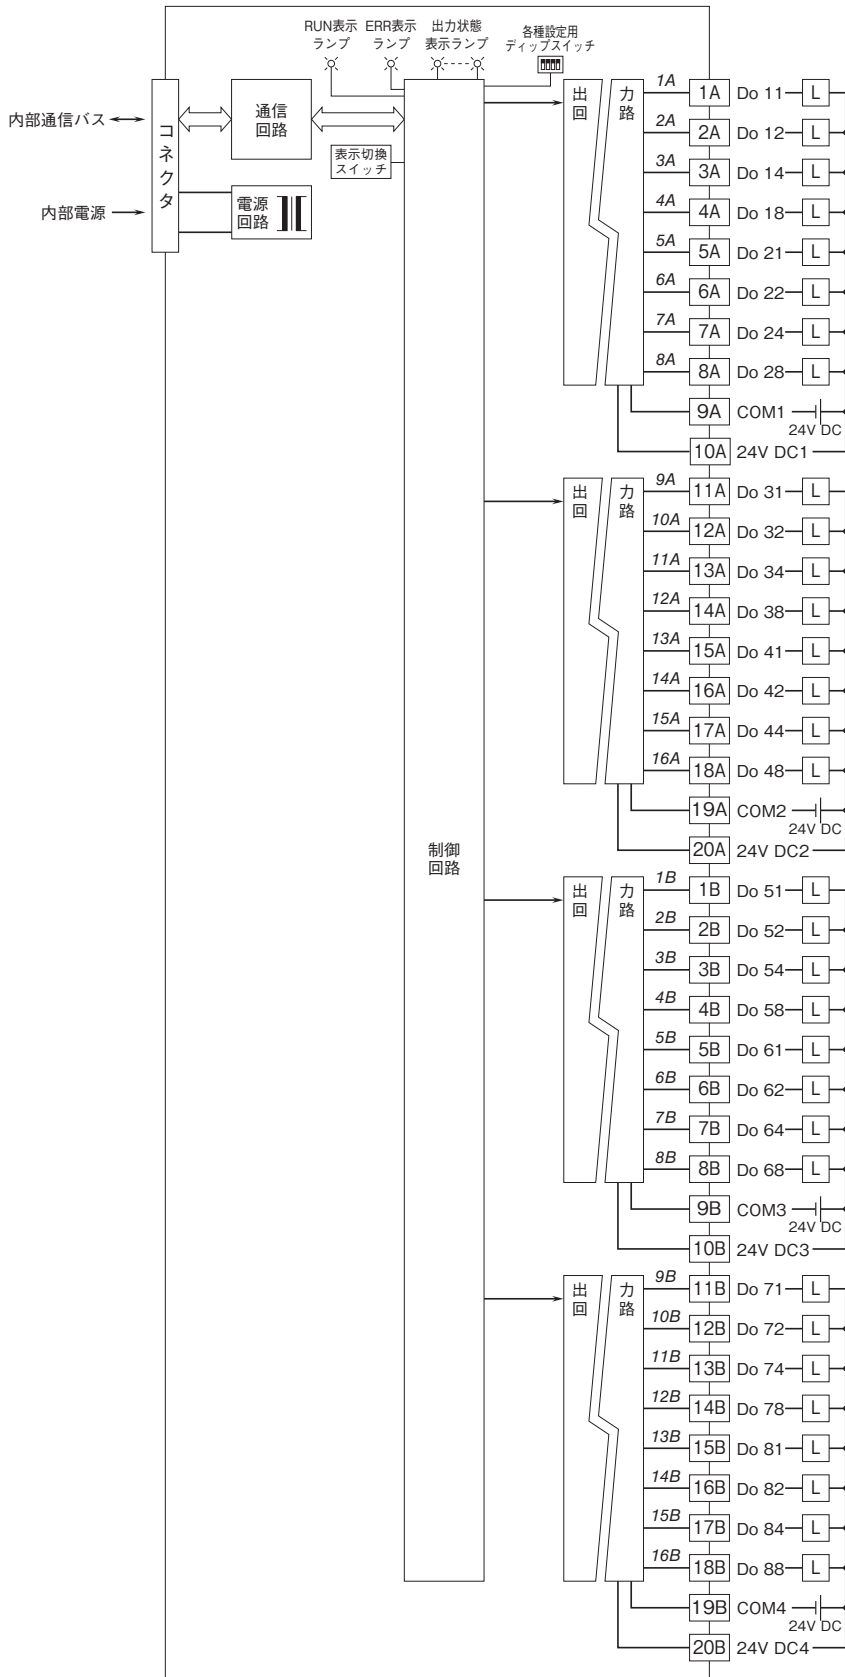 RUN表示
ランプ
ERR表示
ランプ
出力状態
表示ランプ
各種設定用
ディップスイッチ
内部通信バス
内部電源
コネクタ
通信
回路
電源
回路
表示切換
スイッチ
制御
回路
出力
回路
1A 1A Do 11 L
2A 2A Do 12 L
3A 3A Do 14 L
4A 4A Do 18 L
5A 5A Do 21 L
6A 6A Do 22 L
7A 7A Do 24 L
8A 8A Do 28 L
9A COM1
24V DC
10A 24V DC1
出力
回路
9A 11A Do 31 L
10A 12A Do 32 L
11A 13A Do 34 L
12A 14A Do 38 L
13A 15A Do 41 L
14A 16A Do 42 L
15A 17A Do 44 L
16A 18A Do 48 L
19A COM2
24V DC
20A 24V DC2
出力
回路
1B 1B Do 51 L
2B 2B Do 52 L
3B 3B Do 54 L
4B 4B Do 58 L
5B 5B Do 61 L
6B 6B Do 62 L
7B 7B Do 64 L
8B 8B Do 68 L
9B COM3
24V DC
10B 24V DC3
出力
回路
9B 11B Do 71 L
10B 12B Do 72 L
11B 13B Do 74 L
12B 14B Do 78 L
13B 15B Do 81 L
14B 16B Do 82 L
15B 17B Do 84 L
16B 18B Do 88 L
19B COM4
24V DC
20B 24V DC4